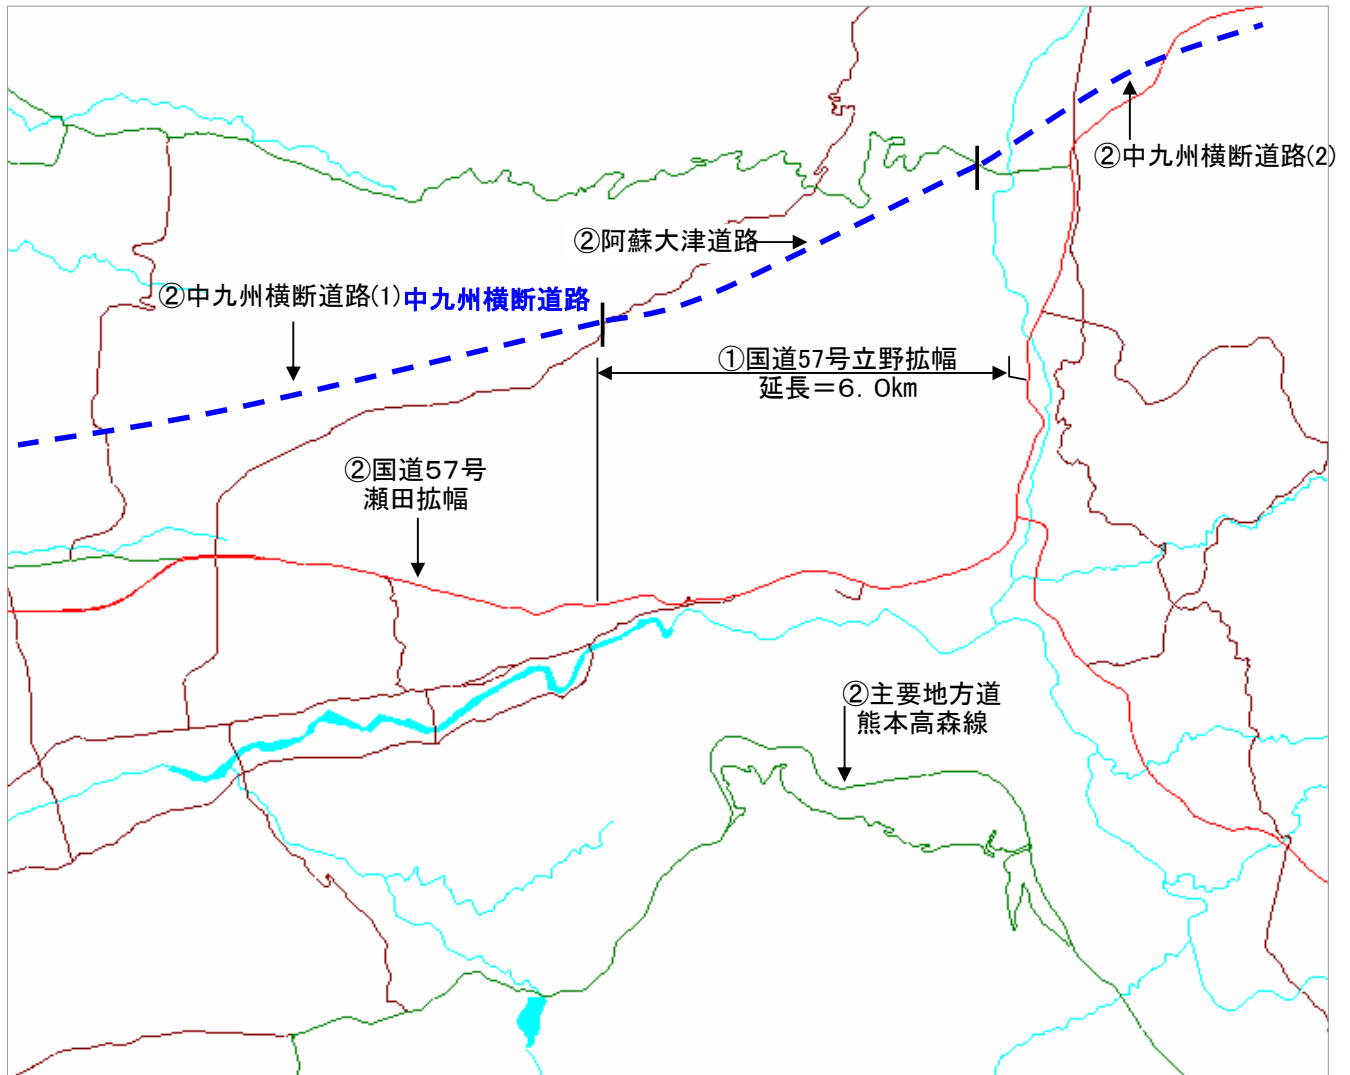 ②中九州横断道路(2)
②阿蘇大津道路
②中九州横断道路(1)
中九州横断道路
①国道57号立野拡幅
延長＝6.0km
②国道５７号
瀬田拡幅
②主要地方道
熊本高森線